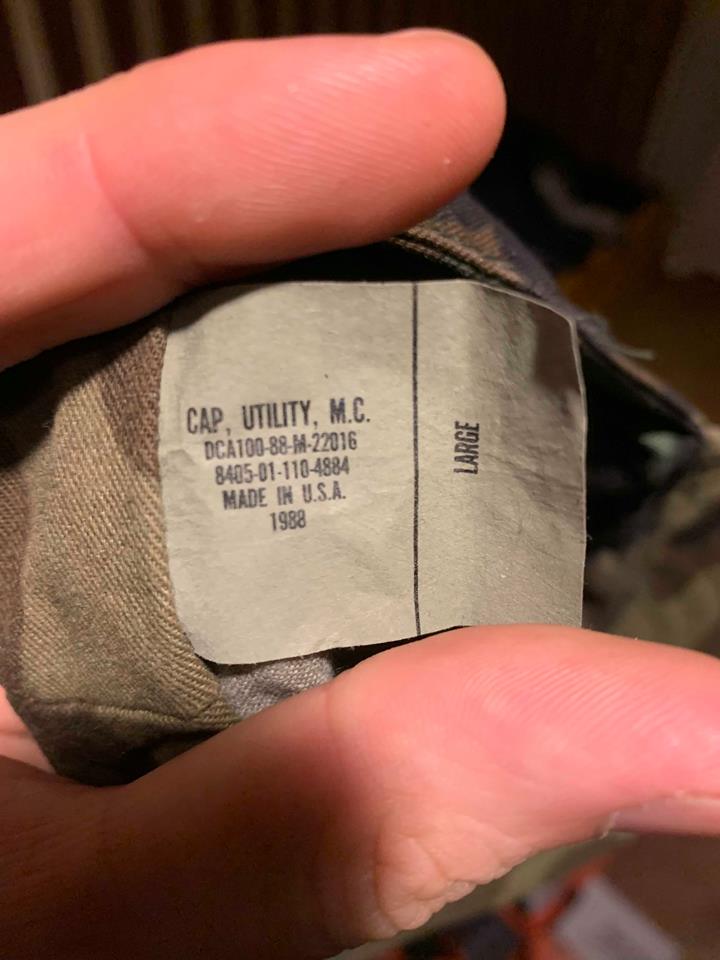 CAP, UTILITY, M.C.
DCA100-88-M-22016
8405-01-110-4884
MADE IN U.S.A.
1988
LARGE